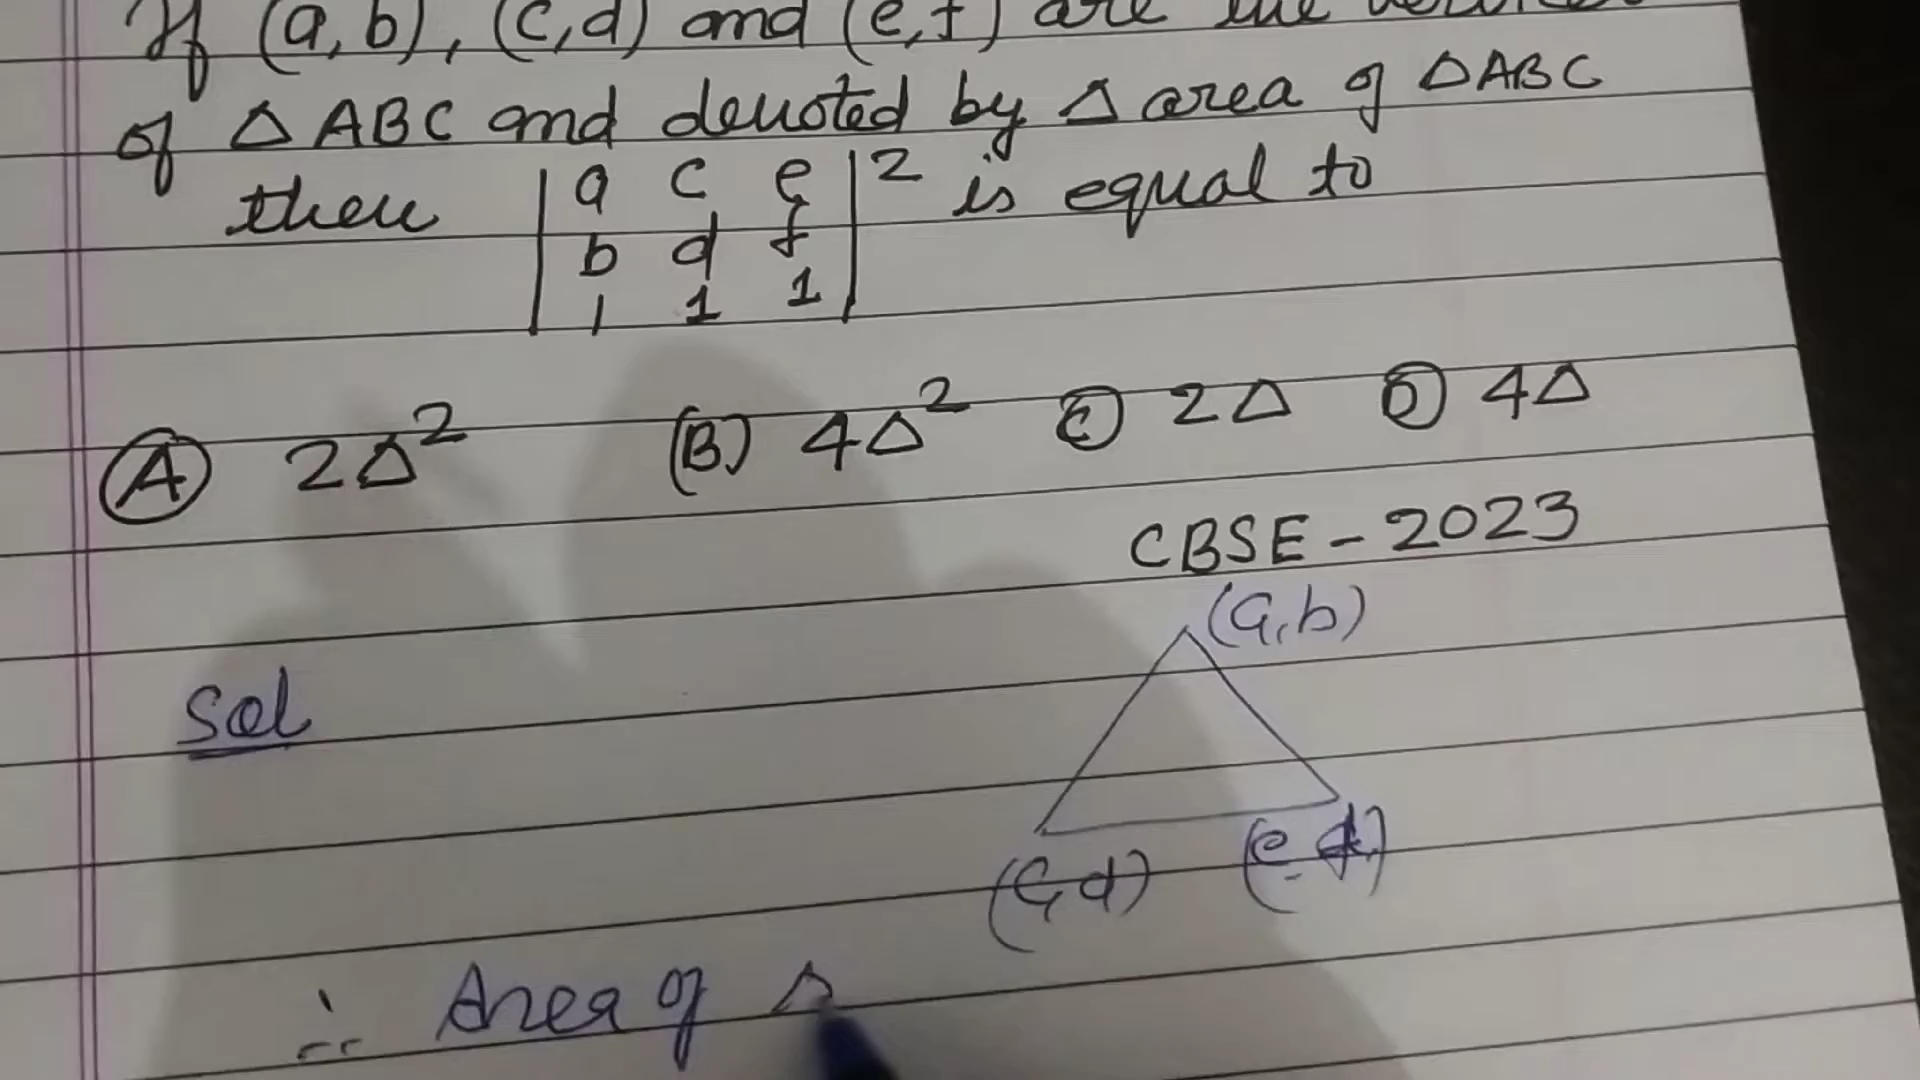 If (a,b), (c,d) and (e,f) are the vertices
of △ ABC and denoted by △ area of △ABC
then | a c e |² is equal to
| b d f |
| 1 1 1 |
(A) 2△² (B) 4△² (C) 2△ (D) 4△
CBSE - 2023
(a,b)
Sol
(c,d) (e,f)
∴ Area of △